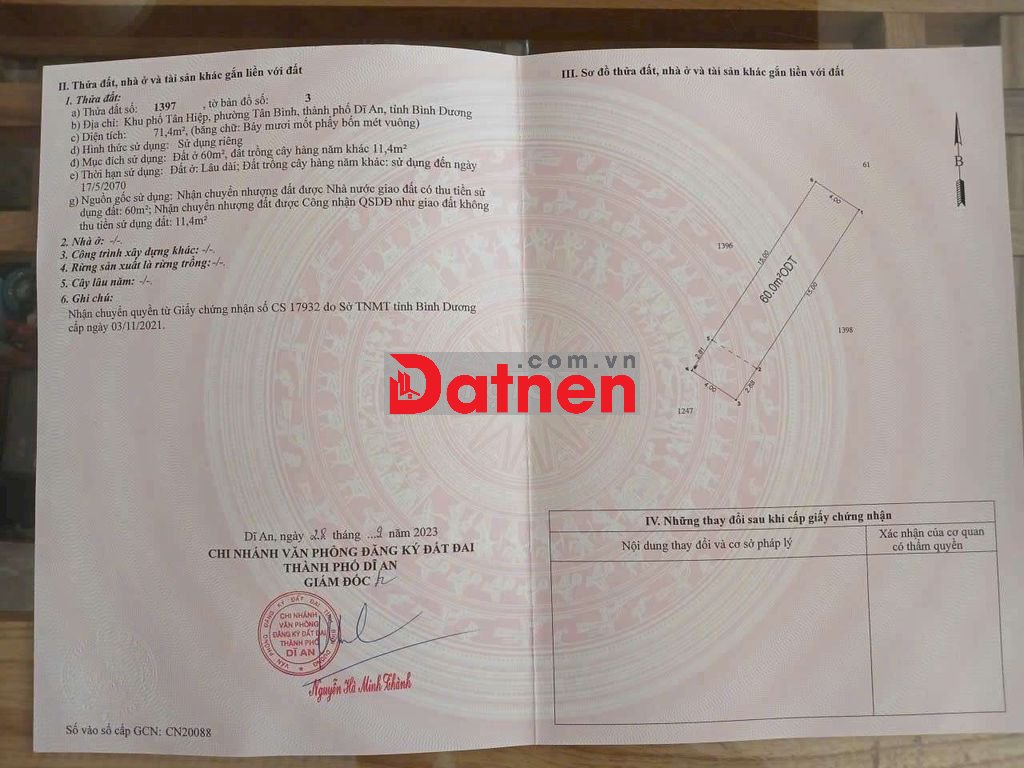 II. Thửa đất, nhà ở và tài sản khác gắn liền với đất
1. Thửa đất:
a) Thửa đất số: 1397 , tờ bản đồ số: 3
b) Địa chỉ: Khu phố Tân Hiệp, phường Tân Bình, thành phố Dĩ An, tỉnh Bình Dương
c) Diện tích: 71,4m², (bằng chữ: Bảy mươi mốt phẩy bốn mét vuông)
d) Hình thức sử dụng: Sử dụng riêng
đ) Mục đích sử dụng: Đất ở 60m², đất trồng cây hàng năm khác 11,4m²
e) Thời hạn sử dụng: Đất ở: Lâu dài; Đất trồng cây hàng năm khác: sử dụng đến ngày
17/5/2070
g) Nguồn gốc sử dụng: Nhận chuyển nhượng đất được Nhà nước giao đất có thu tiền sử
dụng đất: 60m²; Nhận chuyển nhượng đất được Công nhận QSDĐ như giao đất không
thu tiền sử dụng đất: 11,4m²
2. Nhà ở: -/-.
3. Công trình xây dựng khác: -/-.
4. Rừng sản xuất là rừng trồng: -/-.
5. Cây lâu năm: -/-.
6. Ghi chú:
Nhận chuyển quyền từ Giấy chứng nhận số CS 17932 do Sở TNMT tỉnh Bình Dương
cấp ngày 03/11/2021.
Dĩ An, ngày 28 tháng ...9 năm 2023
CHI NHÁNH VĂN PHÒNG ĐĂNG KÝ ĐẤT ĐAI
THÀNH PHỐ DĨ AN
GIÁM ĐỐC
CHI NHÁNH
VĂN PHÒNG
ĐĂNG KÝ ĐẤT ĐAI
THÀNH PHỐ
DĨ AN
Nguyễn Hà Minh Thành
Số vào sổ cấp GCN: CN20088
III. Sơ đồ thửa đất, nhà ở và tài sản khác gắn liền với đất
B
61
6
4.00
1
1396
15.00
60.0m²ODT
15.00
1398
5
2.81
4
2
4.00
2.88
3
1247
.com.vn
Datnen
IV. Những thay đổi sau khi cấp giấy chứng nhận
Nội dung thay đổi và cơ sở pháp lý
Xác nhận của cơ quan
có thẩm quyền